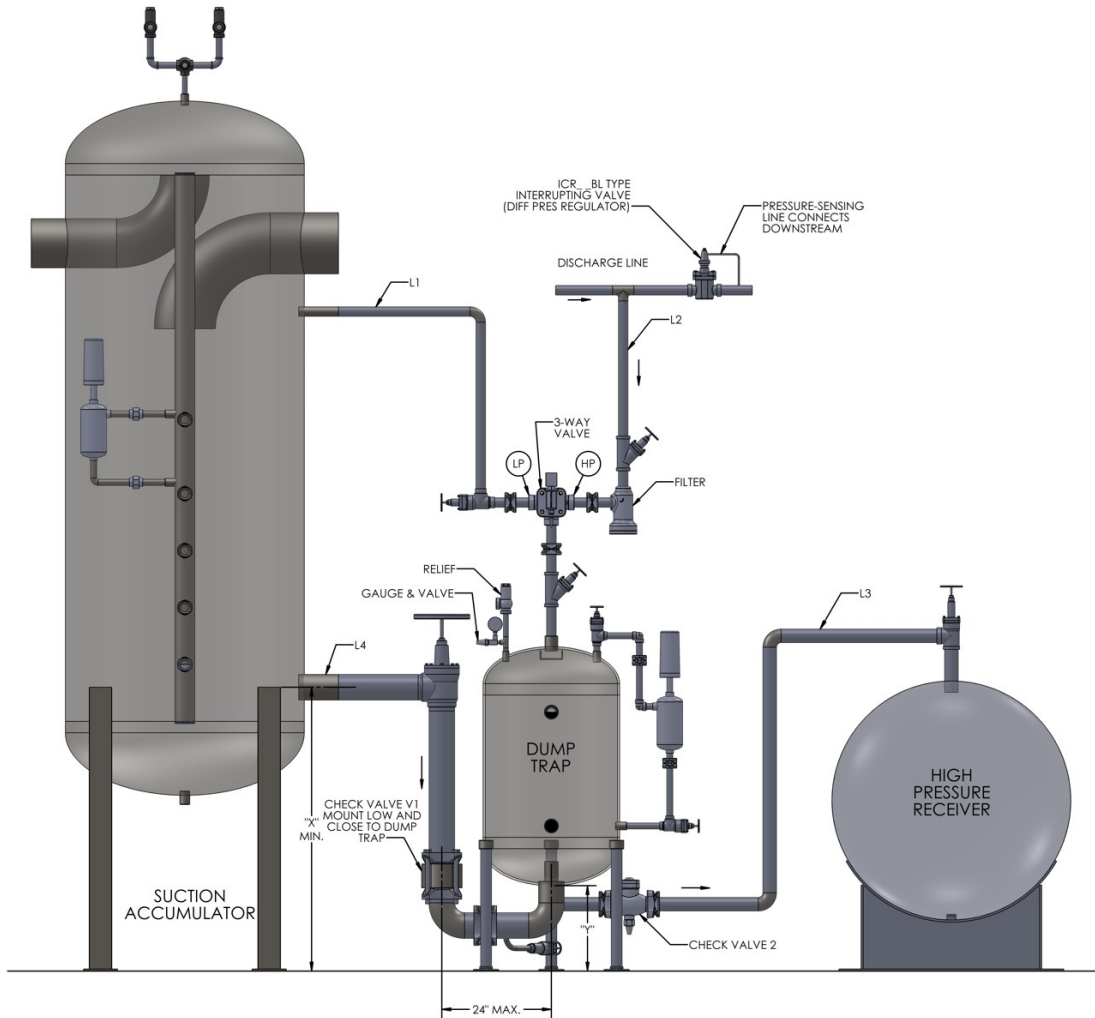 ICR_ _BL TYPE
INTERRUPTING VALVE
(DIFF PRES REGULATOR)
PRESSURE-SENSING
LINE CONNECTS
DOWNSTREAM
DISCHARGE LINE
L1
L2
3-WAY
VALVE
LP
HP
FILTER
RELIEF
GAUGE & VALVE
L3
L4
DUMP
TRAP
HIGH
PRESSURE
RECEIVER
"X"
MIN.
CHECK VALVE V1
MOUNT LOW AND
CLOSE TO DUMP
TRAP
SUCTION
ACCUMULATOR
"Y"
CHECK VALVE 2
24" MAX.